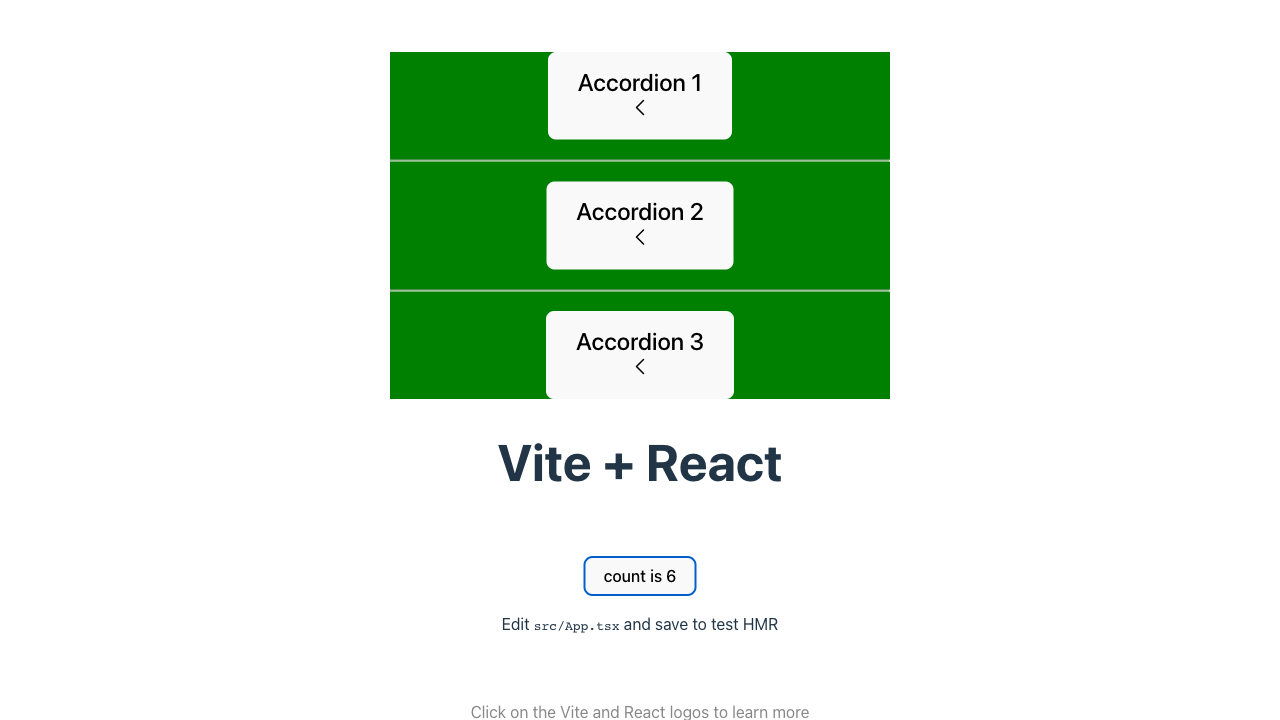 Accordion 1
Accordion 2
Accordion 3
Vite + React
count is 6
Edit src/App.tsx and save to test HMR
Click on the Vite and React logos to learn more